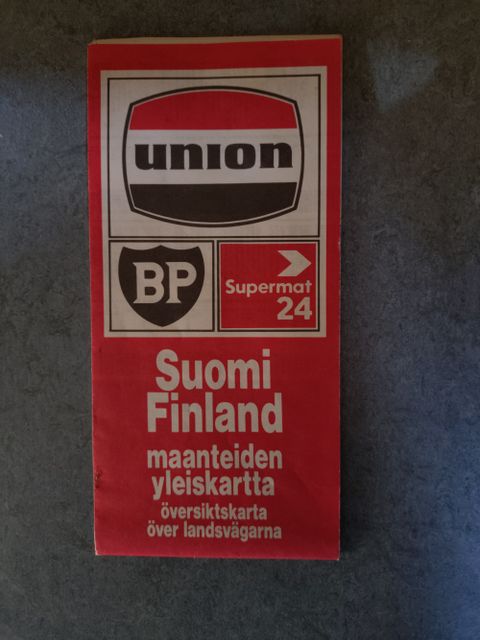 union
BP
Supermat
24
Suomi
Finland
maanteiden
yleiskartta
översiktskarta
över landsvägarna